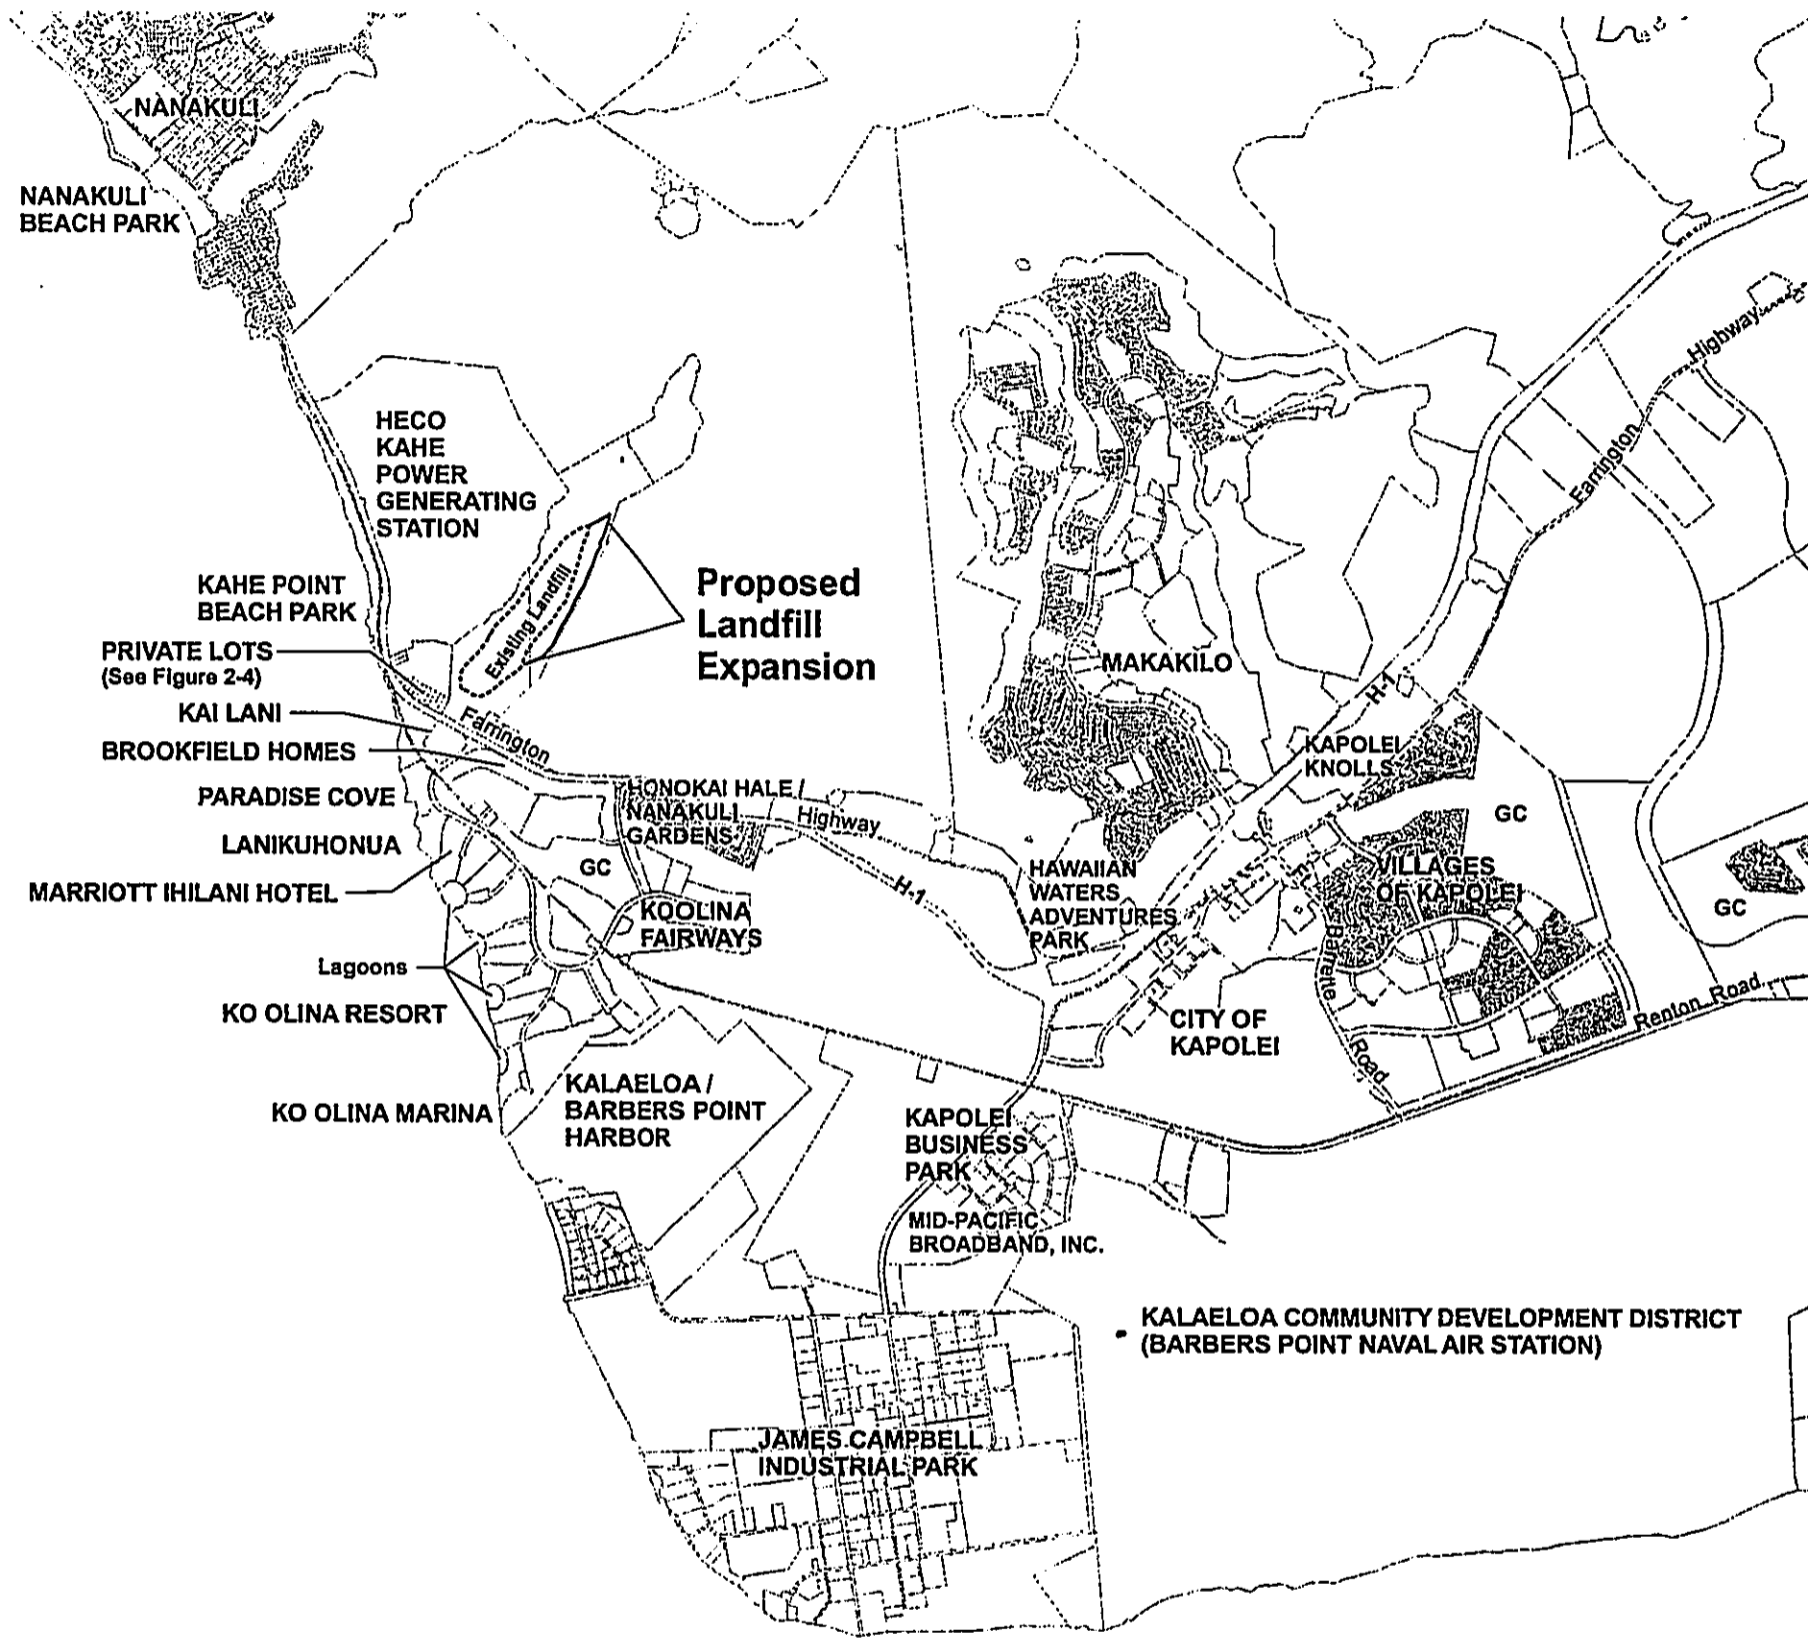 NANAKULI
NANAKULI
BEACH PARK
HECO
KAHE
POWER
GENERATING
STATION
KAHE POINT
BEACH PARK
PRIVATE LOTS
(See Figure 2-4)
Existing Landfill
Proposed
Landfill
Expansion
KAI LANI
BROOKFIELD HOMES
PARADISE COVE
LANIKUHONUA
MARRIOTT IHILANI HOTEL
Lagoons
KO OLINA RESORT
KO OLINA MARINA
Farrington
HONOKAI HALE /
NANAKULI
GARDENS
Highway
GC
KOOLINA
FAIRWAYS
H-1
MAKAKILO
Highway
Farrington
H-1
KAPOLEI
KNOLLS
GC
VILLAGES
OF KAPOLEI
GC
HAWAIIAN
WATERS
ADVENTURES
PARK
CITY OF
KAPOLEI
Barrette
Road
Renton Road
KALAELOA /
BARBERS POINT
HARBOR
KAPOLEI
BUSINESS
PARK
MID-PACIFIC
BROADBAND, INC.
KALAELOA COMMUNITY DEVELOPMENT DISTRICT
(BARBERS POINT NAVAL AIR STATION)
JAMES CAMPBELL
INDUSTRIAL PARK